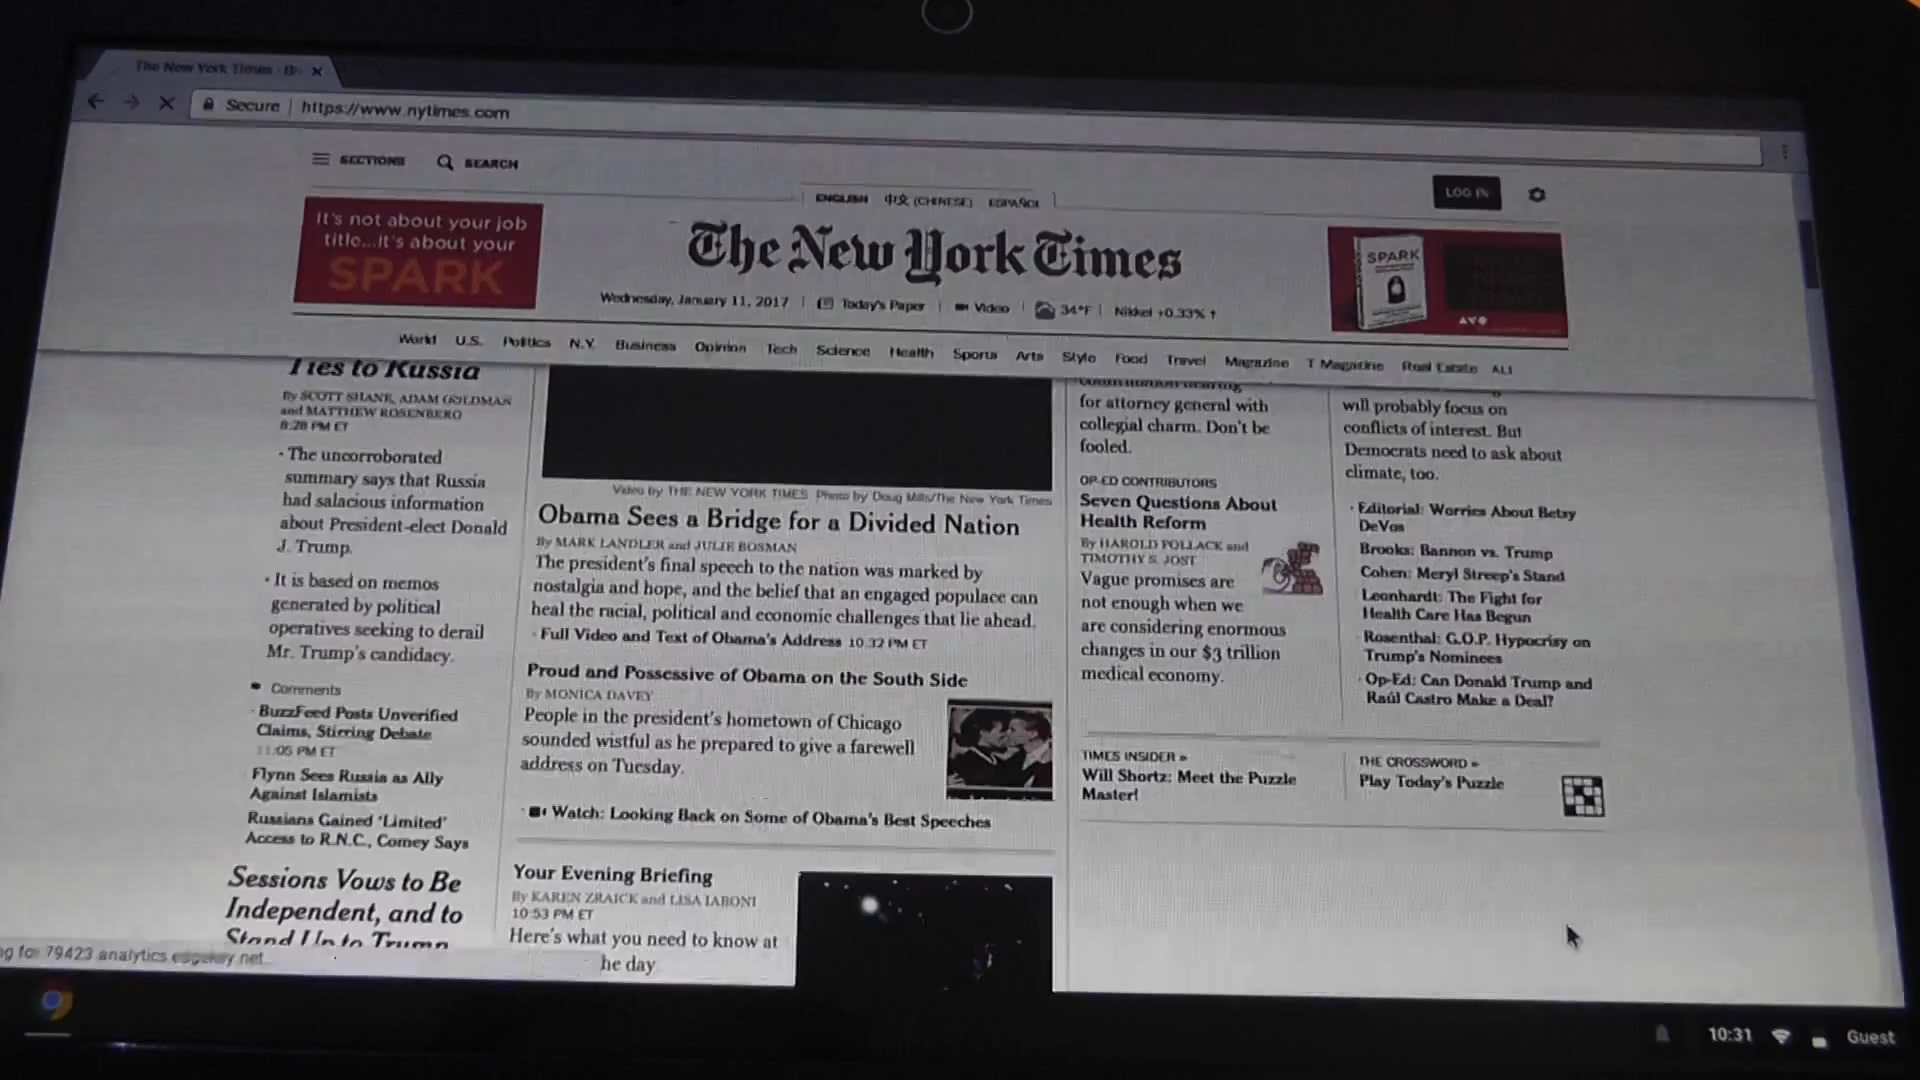 The New York Times - Br
Secure | https://www.nytimes.com
SECTIONS SEARCH
ENGLISH 中文 (CHINESE) ESPAÑOL
LOG IN
It's not about your job
title...It's about your
SPARK
The New York Times
SPARK
Wednesday, January 11, 2017 | Today's Paper | Video | 34°F | Nikkei +0.33% ↑
World U.S. Politics N.Y. Business Opinion Tech Science Health Sports Arts Style Food Travel Magazine T Magazine Real Estate ALL
Ties to Russia
By SCOTT SHANE, ADAM GOLDMAN
and MATTHEW ROSENBERG
8:28 PM ET
· The uncorroborated
summary says that Russia
had salacious information
about President-elect Donald
J. Trump.
· It is based on memos
generated by political
operatives seeking to derail
Mr. Trump's candidacy.
Comments
· BuzzFeed Posts Unverified
Claims, Stirring Debate
11:05 PM ET
Flynn Sees Russia as Ally
Against Islamists
Russians Gained 'Limited'
Access to R.N.C., Comey Says
Sessions Vows to Be
Independent, and to
Stand Up to Trump
Video by THE NEW YORK TIMES. Photo by Doug Mills/The New York Times
Obama Sees a Bridge for a Divided Nation
By MARK LANDLER and JULIE BOSMAN
The president's final speech to the nation was marked by
nostalgia and hope, and the belief that an engaged populace can
heal the racial, political and economic challenges that lie ahead.
· Full Video and Text of Obama's Address 10:32 PM ET
Proud and Possessive of Obama on the South Side
By MONICA DAVEY
People in the president's hometown of Chicago
sounded wistful as he prepared to give a farewell
address on Tuesday.
· Watch: Looking Back on Some of Obama's Best Speeches
Your Evening Briefing
By KAREN ZRAICK and LISA IABONI
10:53 PM ET
Here's what you need to know at
he day
for attorney general with
collegial charm. Don't be
fooled.
OP-ED CONTRIBUTORS
Seven Questions About
Health Reform
By HAROLD POLLACK and
TIMOTHY S. JOST
Vague promises are
not enough when we
are considering enormous
changes in our $3 trillion
medical economy.
will probably focus on
conflicts of interest. But
Democrats need to ask about
climate, too.
· Editorial: Worries About Betsy
DeVos
Brooks: Bannon vs. Trump
Cohen: Meryl Streep's Stand
Leonhardt: The Fight for
Health Care Has Begun
· Rosenthal: G.O.P. Hypocrisy on
Trump's Nominees
· Op-Ed: Can Donald Trump and
Raúl Castro Make a Deal?
TIMES INSIDER »
Will Shortz: Meet the Puzzle
Master!
THE CROSSWORD »
Play Today's Puzzle
ng for 79423.analytics.edgekey.net...
10:31 Guest